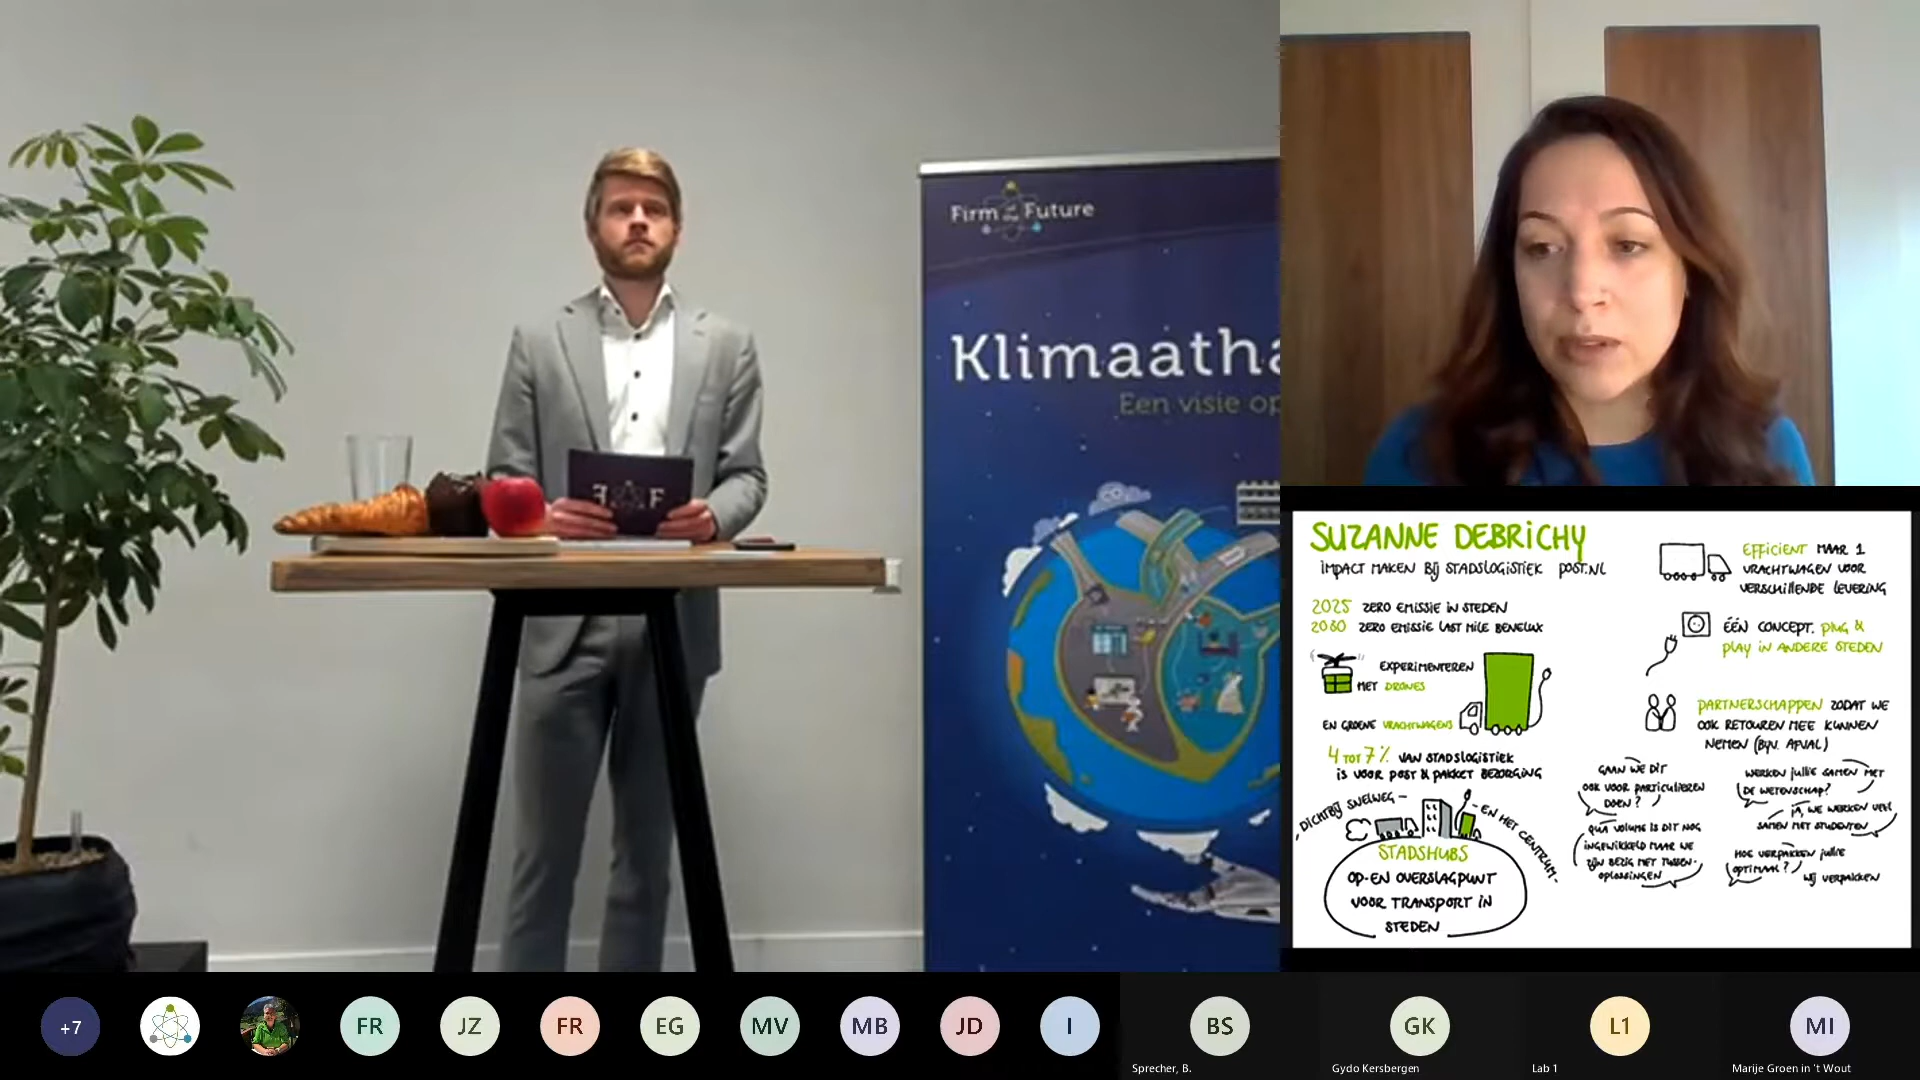 Firm of the Future
Klimaatha
Een visie op
F F
SUZANNE DEBRICHY
IMPACT MAKEN BIJ STADSLOGISTIEK POST.NL
2025 ZERO EMISSIE IN STEDEN
2030 ZERO EMISSIE LAST MILE BENELUX
EXPERIMENTEREN
MET DRONES
EN GROENE VRACHTWAGENS
4 TOT 7% VAN STADSLOGISTIEK
IS VOOR POST & PAKKET BEZORGING
DICHTBIJ SNELWEG
EN HET CENTRUM
STADSHUBS
OP-EN OVERSLAGPUNT
VOOR TRANSPORT IN
STEDEN
EFFICIENT MAAR 1
VRACHTWAGEN VOOR
VERSCHILLENDE LEVERING
ÉÉN CONCEPT. PLUG &
PLAY IN ANDERE STEDEN
PARTNERSCHAPPEN ZODAT WE
OOK RETOUREN MEE KUNNEN
NEMEN (BIJV. AFVAL)
GAAN WE DIT
OOK VOOR PARTICULIEREN
DOEN?
QUA VOLUME IS DIT NOG
INGEWIKKELD MAAR WE
ZIJN BEZIG MET TUSSEN-
OPLOSSINGEN
WERKEN JULLIE SAMEN MET
DE WETENSCHAP?
JA, WE WERKEN VEEL
SAMEN MET STUDENTEN
HOE VERPAKKEN JULLIE
OPTIMAAL?
WIJ VERPAKKEN
+7
FR
JZ
FR
EG
MV
MB
JD
I
BS
GK
L1
MI
Sprecher, B.
Gydo Kersbergen
Lab 1
Marije Groen in 't Wout